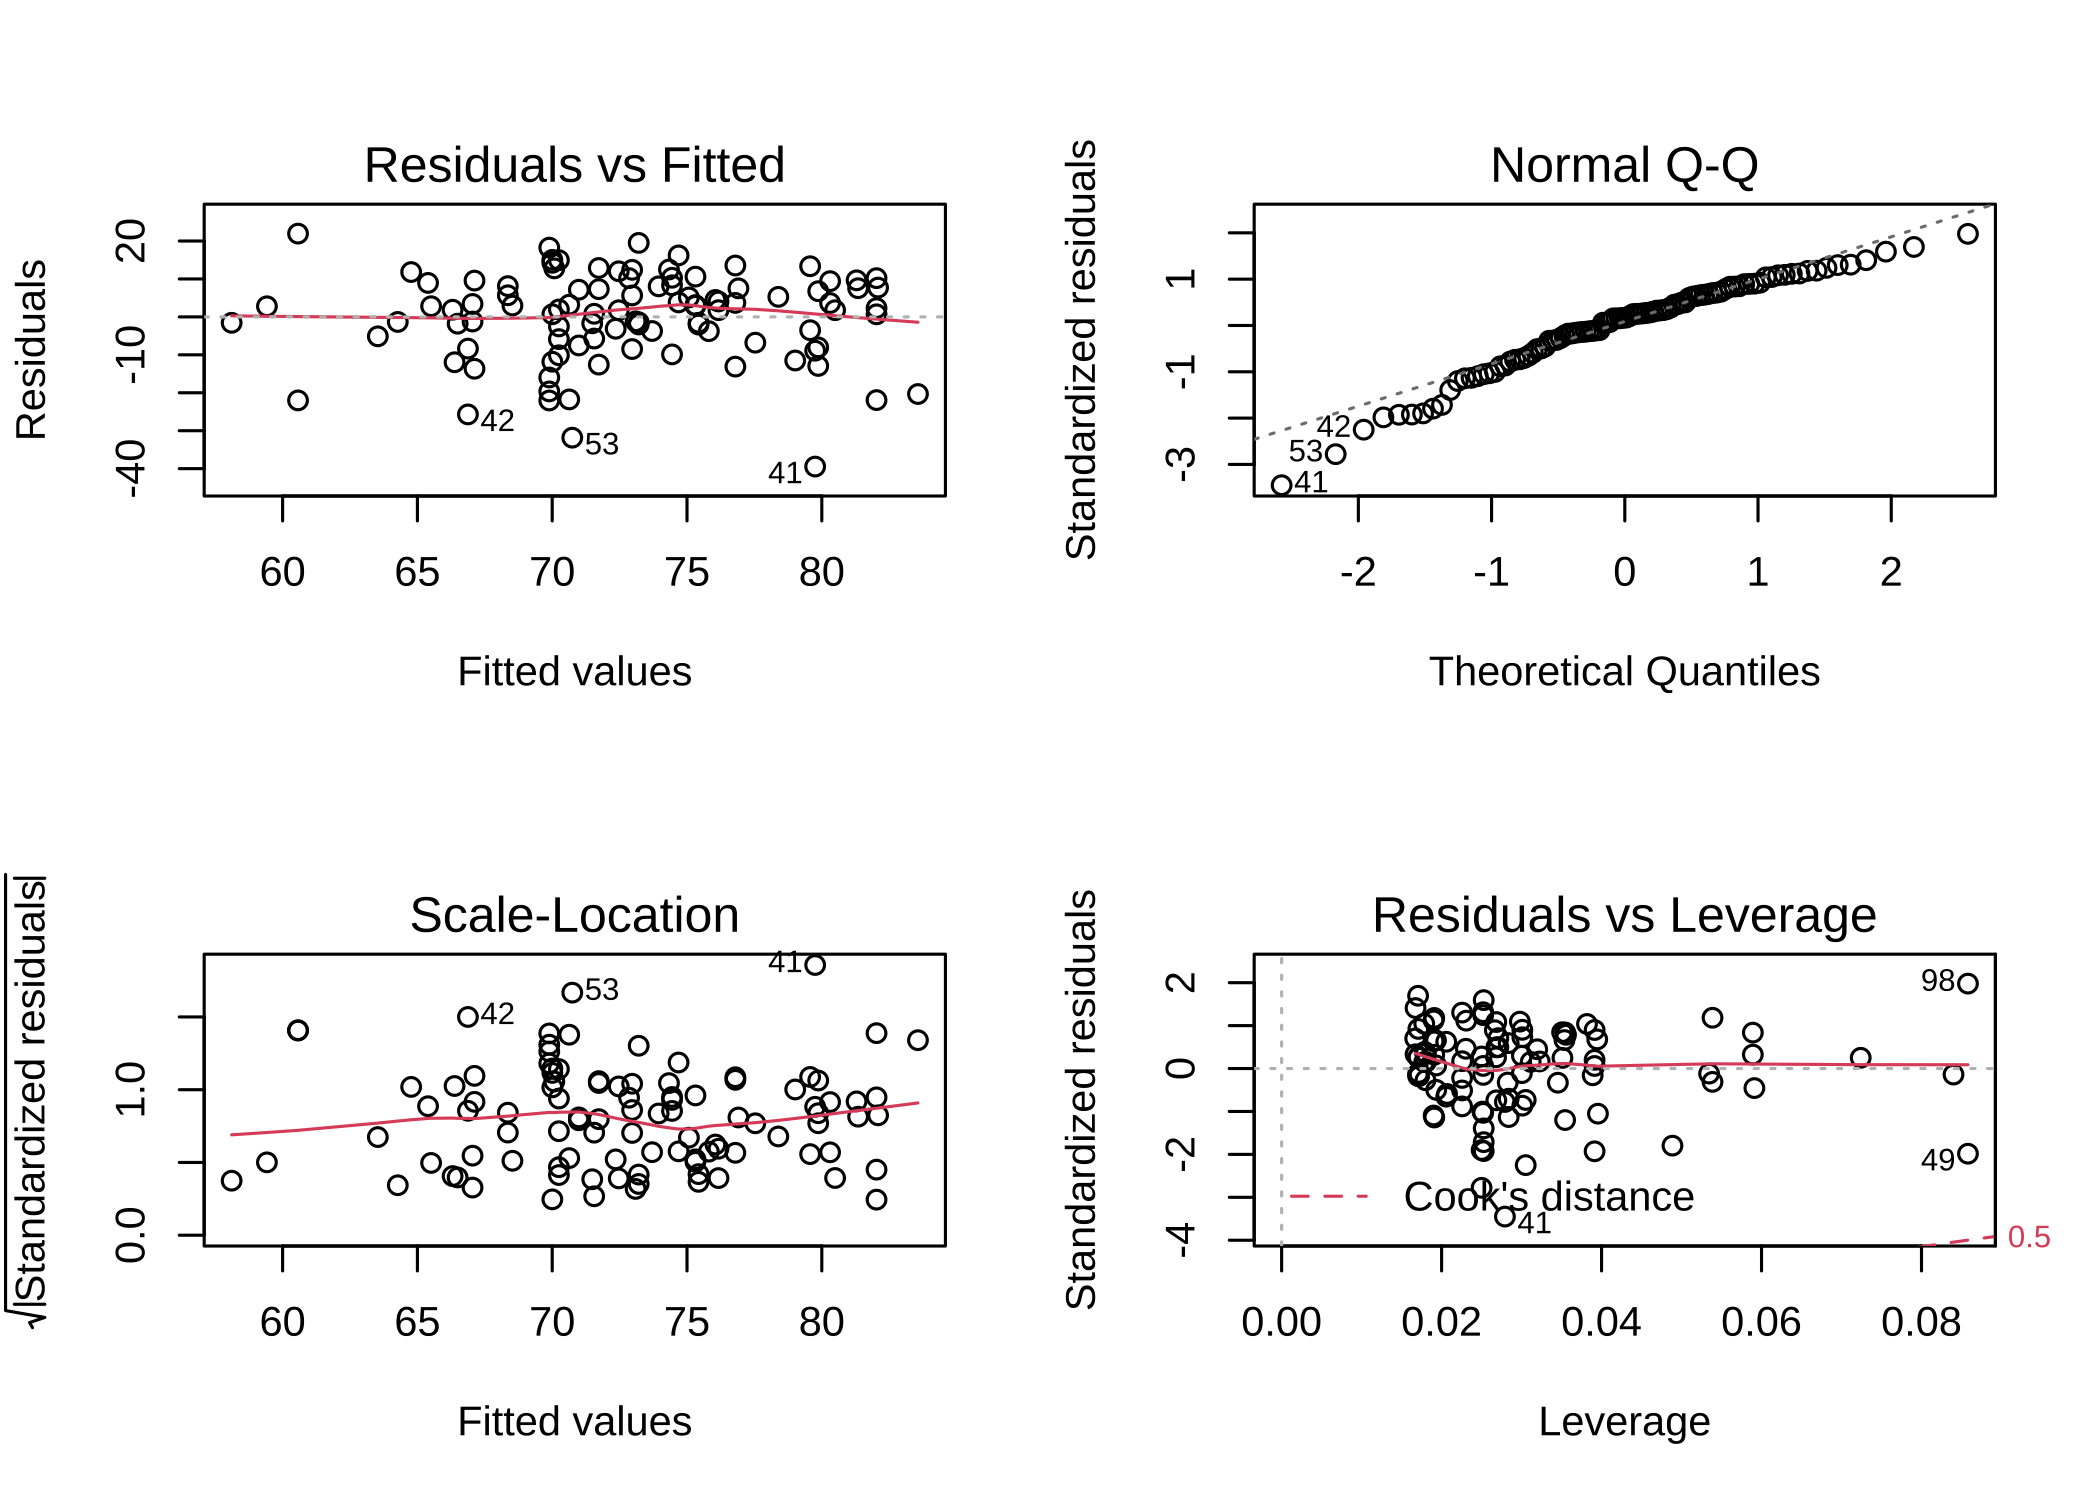 Residuals vs Fitted
Residuals
20
-10
-40
42
53
41
60 65 70 75 80
Fitted values
Normal Q-Q
Standardized residuals
1
-1
-3
42
53
41
-2 -1 0 1 2
Theoretical Quantiles
Scale-Location
√|Standardized residuals|
1.0
0.0
41
53
42
60 65 70 75 80
Fitted values
Residuals vs Leverage
Standardized residuals
2
0
-2
-4
98
49
Cook's distance
41
0.5
0.00 0.02 0.04 0.06 0.08
Leverage